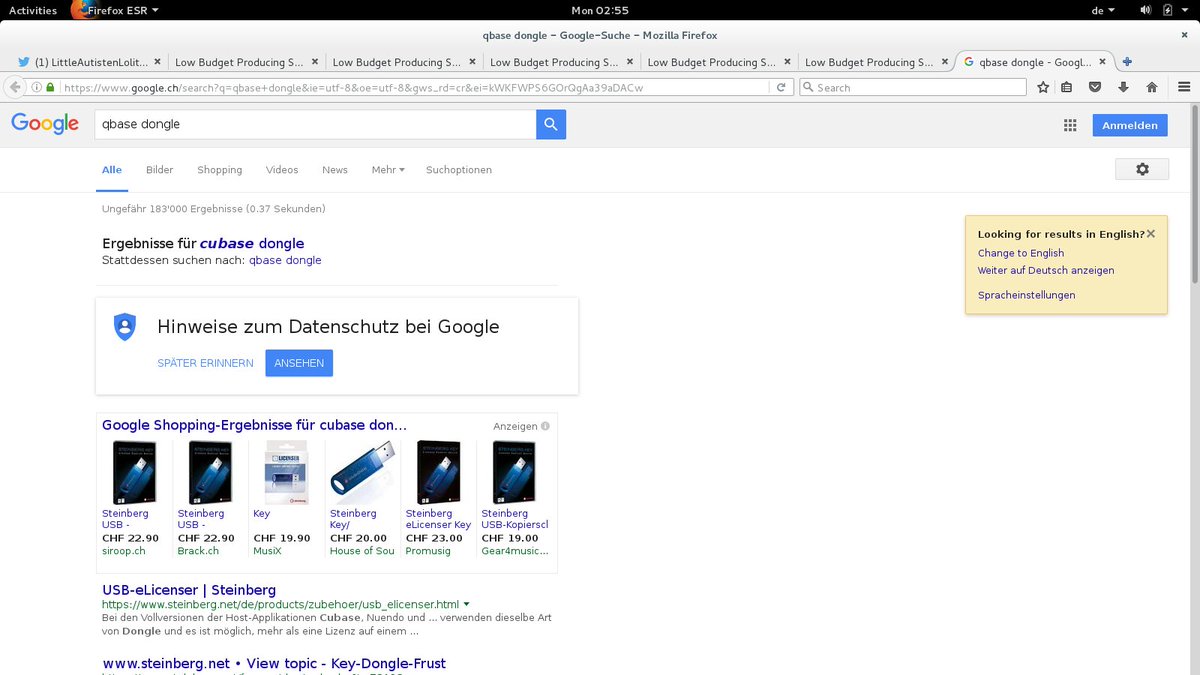 Activities Firefox ESR Mon 02:55 de
qbase dongle - Google-Suche - Mozilla Firefox
(1) LittleAutistenLolit... Low Budget Producing S... Low Budget Producing S... Low Budget Producing S... Low Budget Producing S... Low Budget Producing S... qbase dongle - Googl...
https://www.google.ch/search?q=qbase+dongle&ie=utf-8&oe=utf-8&gws_rd=cr&ei=kWKFWPS6GOrQgAa39aDACw Search
Google qbase dongle Anmelden
Alle Bilder Shopping Videos News Mehr Suchoptionen
Ungefähr 183'000 Ergebnisse (0.37 Sekunden)
Ergebnisse für cubase dongle
Stattdessen suchen nach: qbase dongle
Looking for results in English?
Change to English
Weiter auf Deutsch anzeigen
Spracheinstellungen
Hinweise zum Datenschutz bei Google
SPÄTER ERINNERN ANSEHEN
Google Shopping-Ergebnisse für cubase don... Anzeigen
Steinberg Steinberg Key Steinberg Steinberg Steinberg
USB - USB - Key/ eLicenser Key USB-Kopierscl
CHF 22.90 CHF 22.90 CHF 19.90 CHF 20.00 CHF 23.00 CHF 19.00
siroop.ch Brack.ch MusiX House of Sou Promusig Gear4music...
USB-eLicenser | Steinberg
https://www.steinberg.net/de/products/zubehoer/usb_elicenser.html
Bei den Vollversionen der Host-Applikationen Cubase, Nuendo und ... verwenden dieselbe Art
von Dongle und es ist möglich, mehr als eine Lizenz auf einem ...
www.steinberg.net • View topic - Key-Dongle-Frust